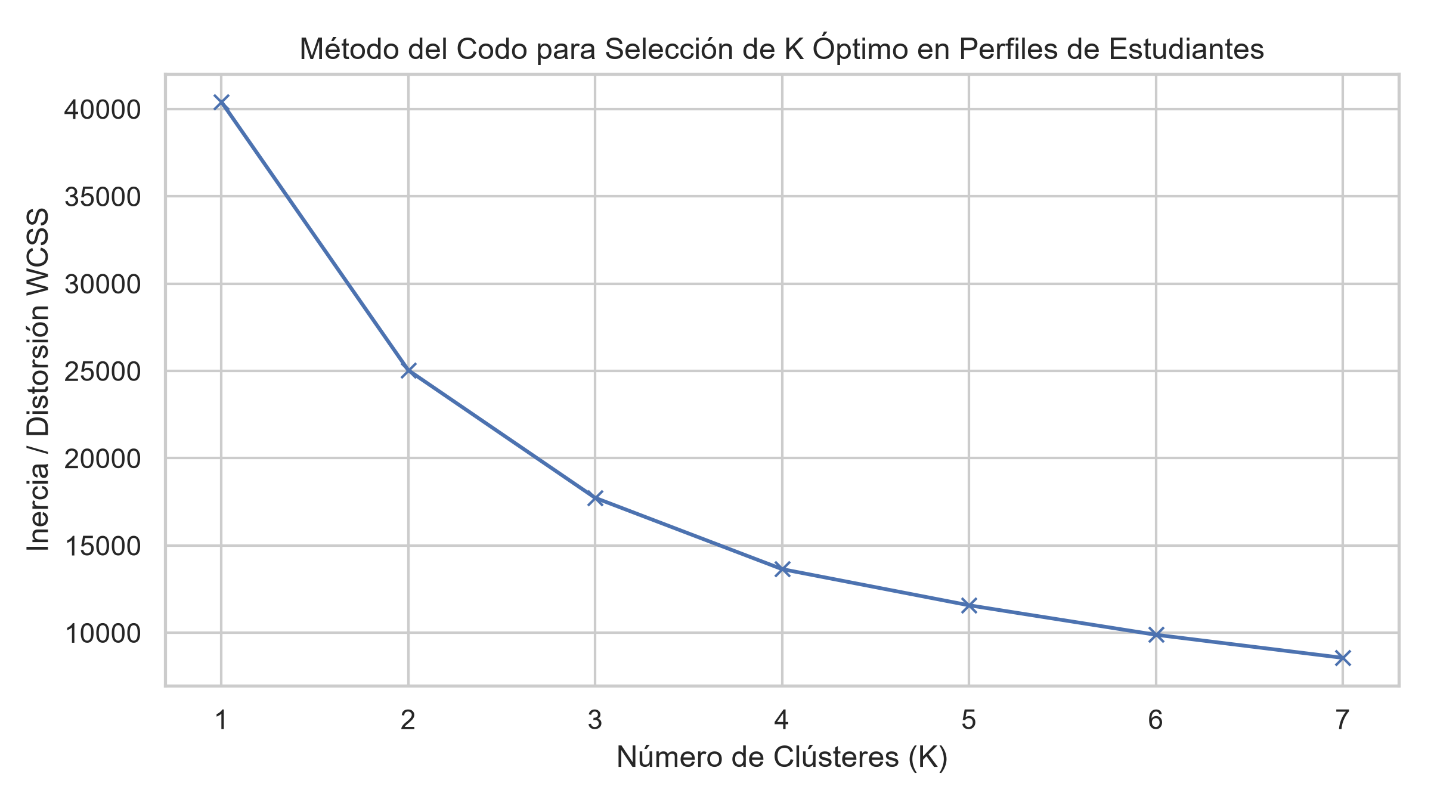 Método del Codo para Selección de K Óptimo en Perfiles de Estudiantes
Inercia / Distorsión WCSS
40000
35000
30000
25000
20000
15000
10000
1 2 3 4 5 6 7
Número de Clústeres (K)